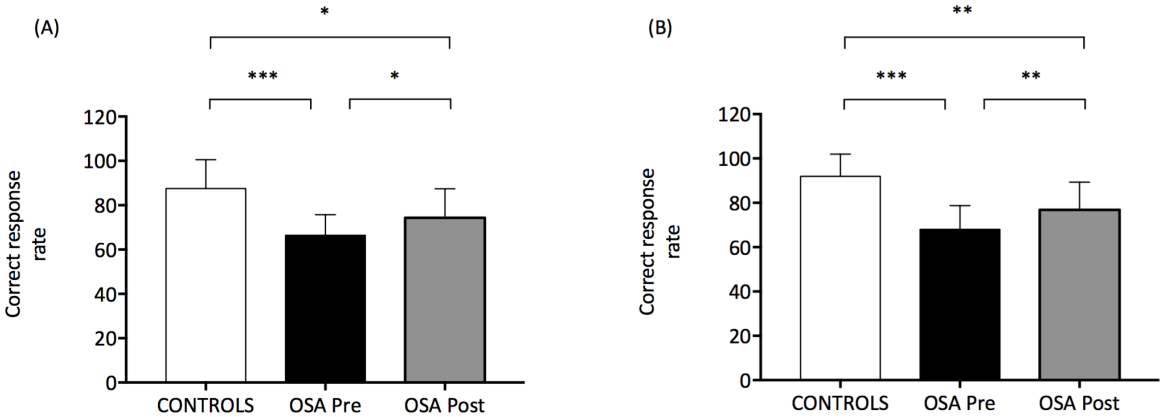 (A)
*
***
*
120
100
80
60
40
20
0
Correct response
rate
CONTROLS
OSA Pre
OSA Post
(B)
**
***
**
120
100
80
60
40
20
0
Correct response
rate
CONTROLS
OSA Pre
OSA Post